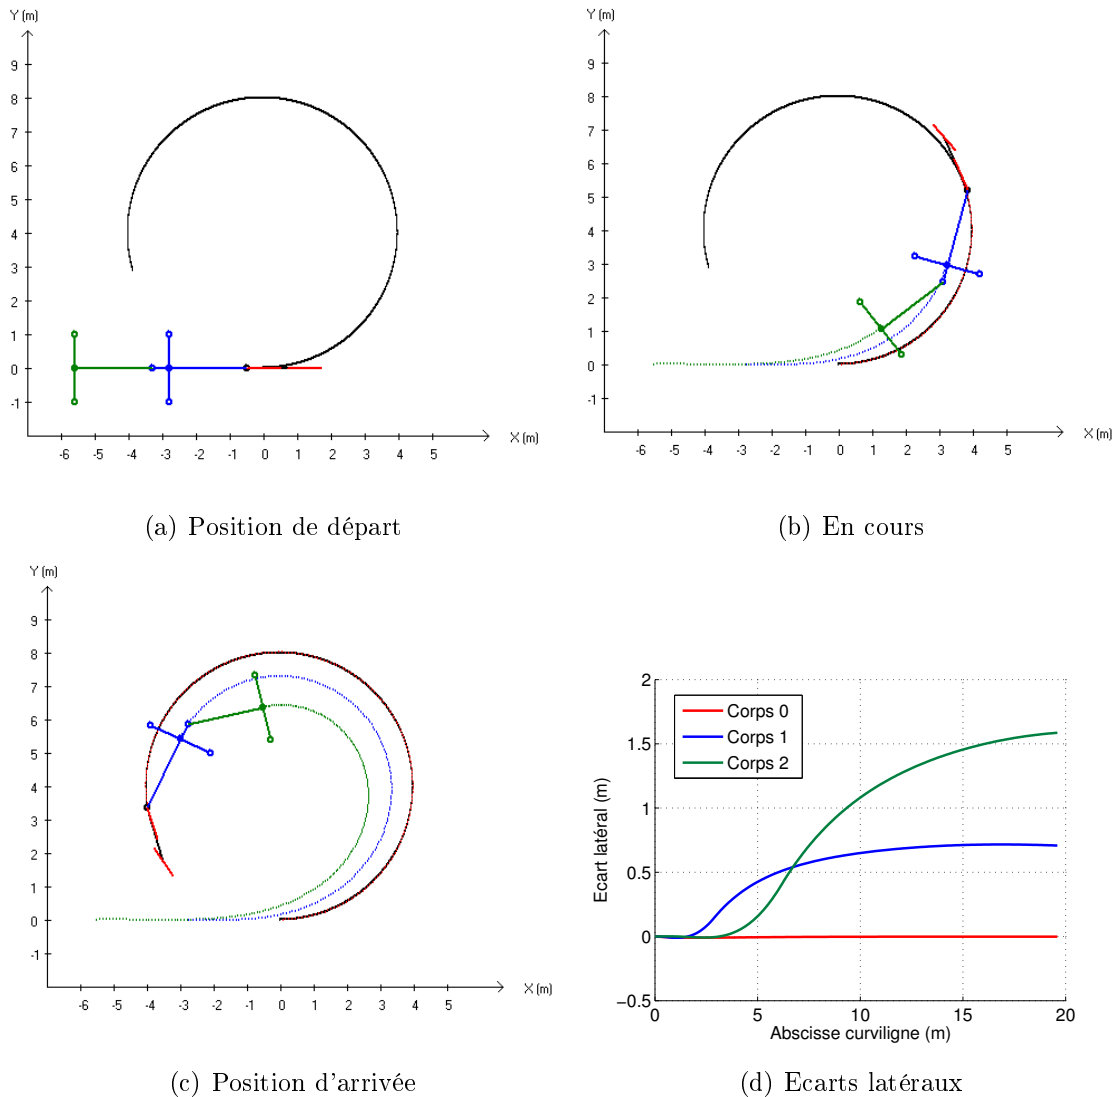 Y (m)
9
8
7
6
5
4
3
2
1
0
-1
-6 -5 -4 -3 -2 -1 0 1 2 3 4 5
X (m)
(a) Position de départ
Y (m)
9
8
7
6
5
4
3
2
1
0
-1
-6 -5 -4 -3 -2 -1 0 1 2 3 4 5
X (m)
(b) En cours
Y (m)
9
8
7
6
5
4
3
2
1
0
-1
-6 -5 -4 -3 -2 -1 0 1 2 3 4 5
X (m)
(c) Position d'arrivée
2
1.5
1
0.5
0
−0.5
Ecart latéral (m)
Corps 0
Corps 1
Corps 2
0 5 10 15 20
Abscisse curviligne (m)
(d) Ecarts latéraux